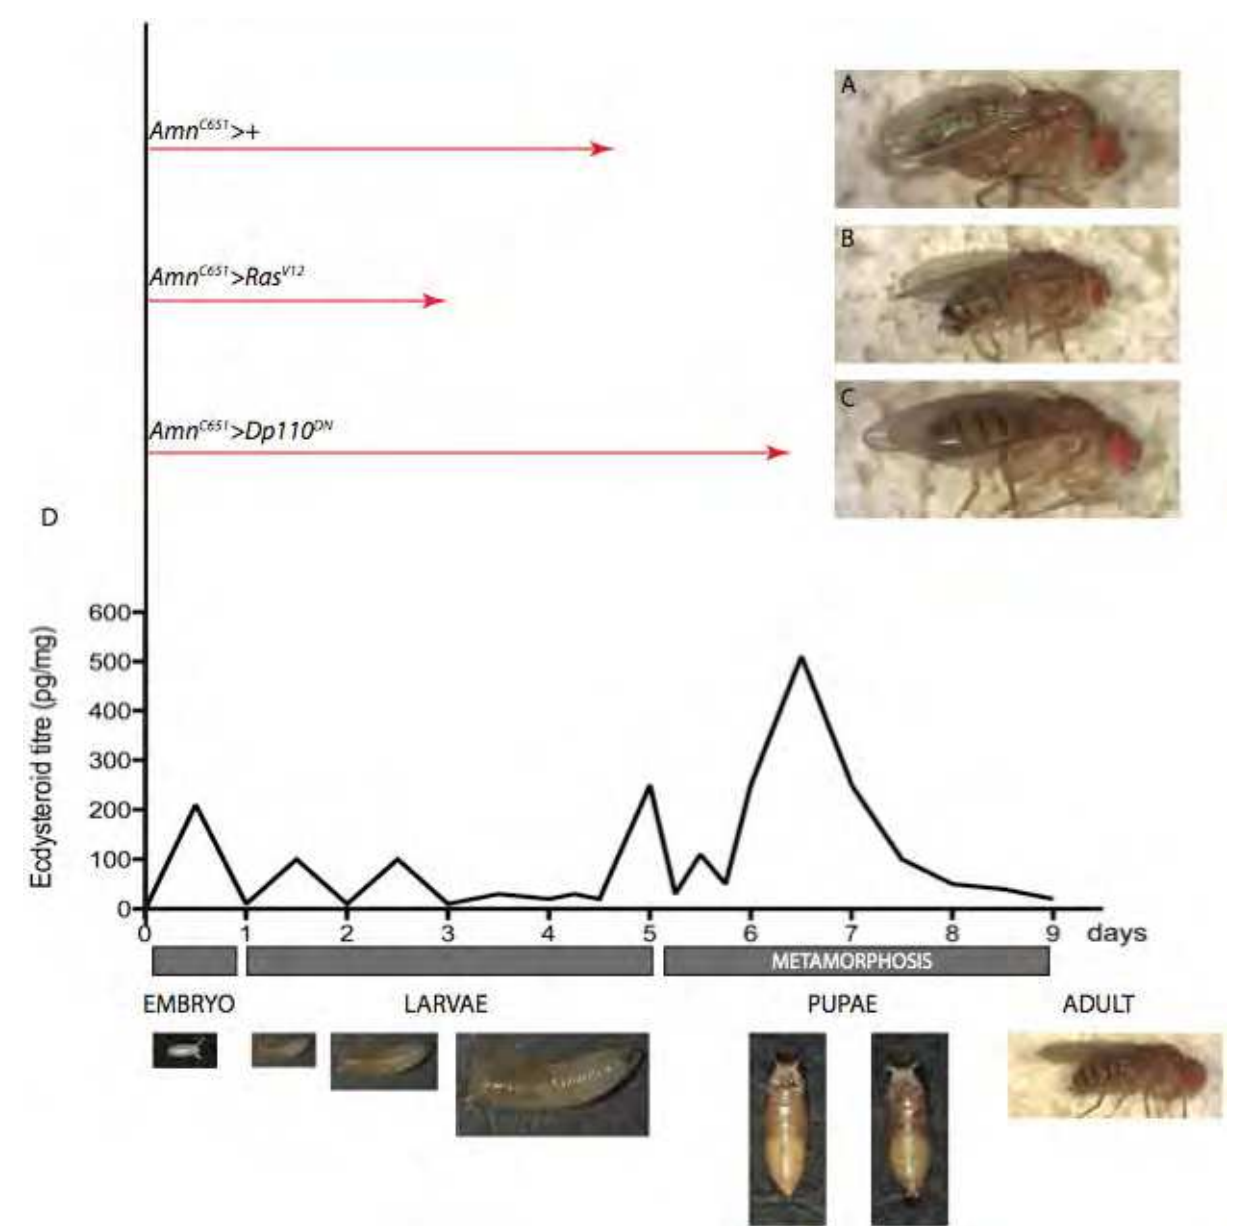 A
Amn^C651>+
B
Amn^C651>Ras^V12
C
Amn^C651>Dp110^DN
D
600
500
400
300
200
100
0
Ecdysteroid titre (pg/mg)
0 1 2 3 4 5 6 7 8 9 days
METAMORPHOSIS
EMBRYO LARVAE PUPAE ADULT